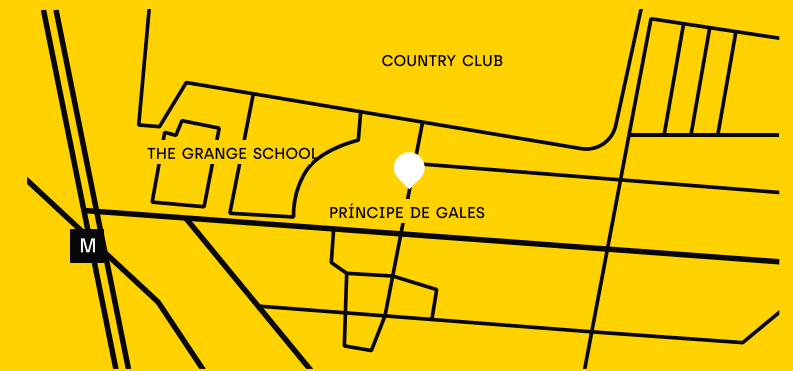 COUNTRY CLUB
THE GRANGE SCHOOL
PRÍNCIPE DE GALES
M